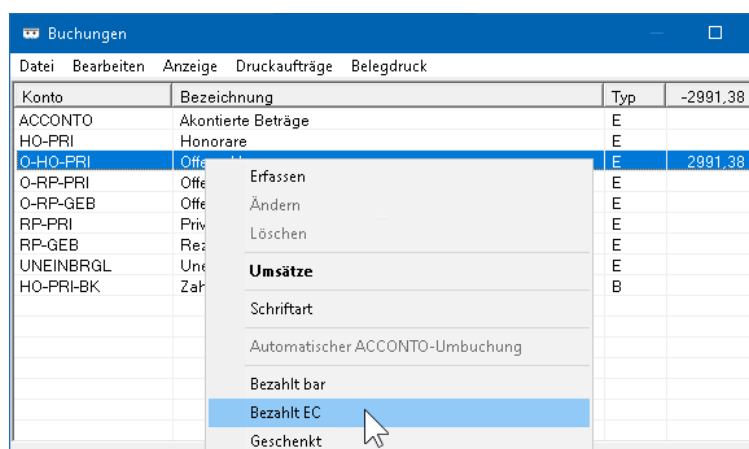 Buchungen
Datei Bearbeiten Anzeige Druckaufträge Belegdruck
Konto Bezeichnung Typ -2991,38
ACCONTO Akontierte Beträge E
HO-PRI Honorare E
O-HO-PRI E 2991,38
O-RP-PRI E
O-RP-GEB E
RP-PRI E
RP-GEB E
UNEINBRGL E
HO-PRI-BK B
Erfassen
Ändern
Löschen
Umsätze
Schriftart
Automatischer ACCONTO-Umbuchung
Bezahlt bar
Bezahlt EC
Geschenkt